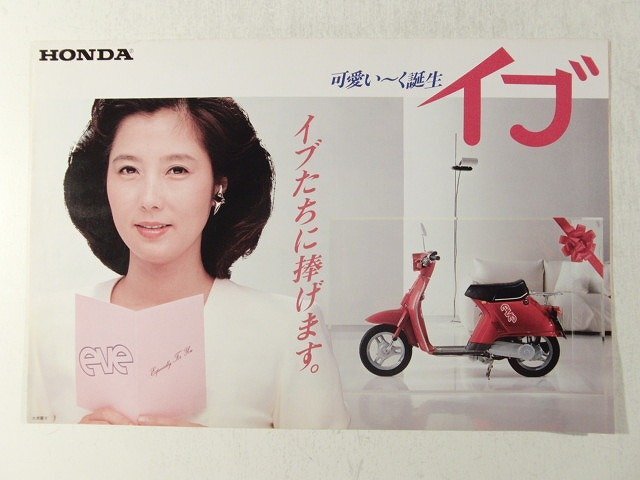 HONDA
可愛い〜く誕生
イブ
イブたちに捧げます。
eve
Especially For You
eve